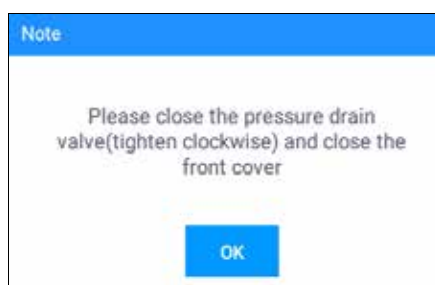 Note
Please close the pressure drain
valve(tighten clockwise) and close the
front cover
OK